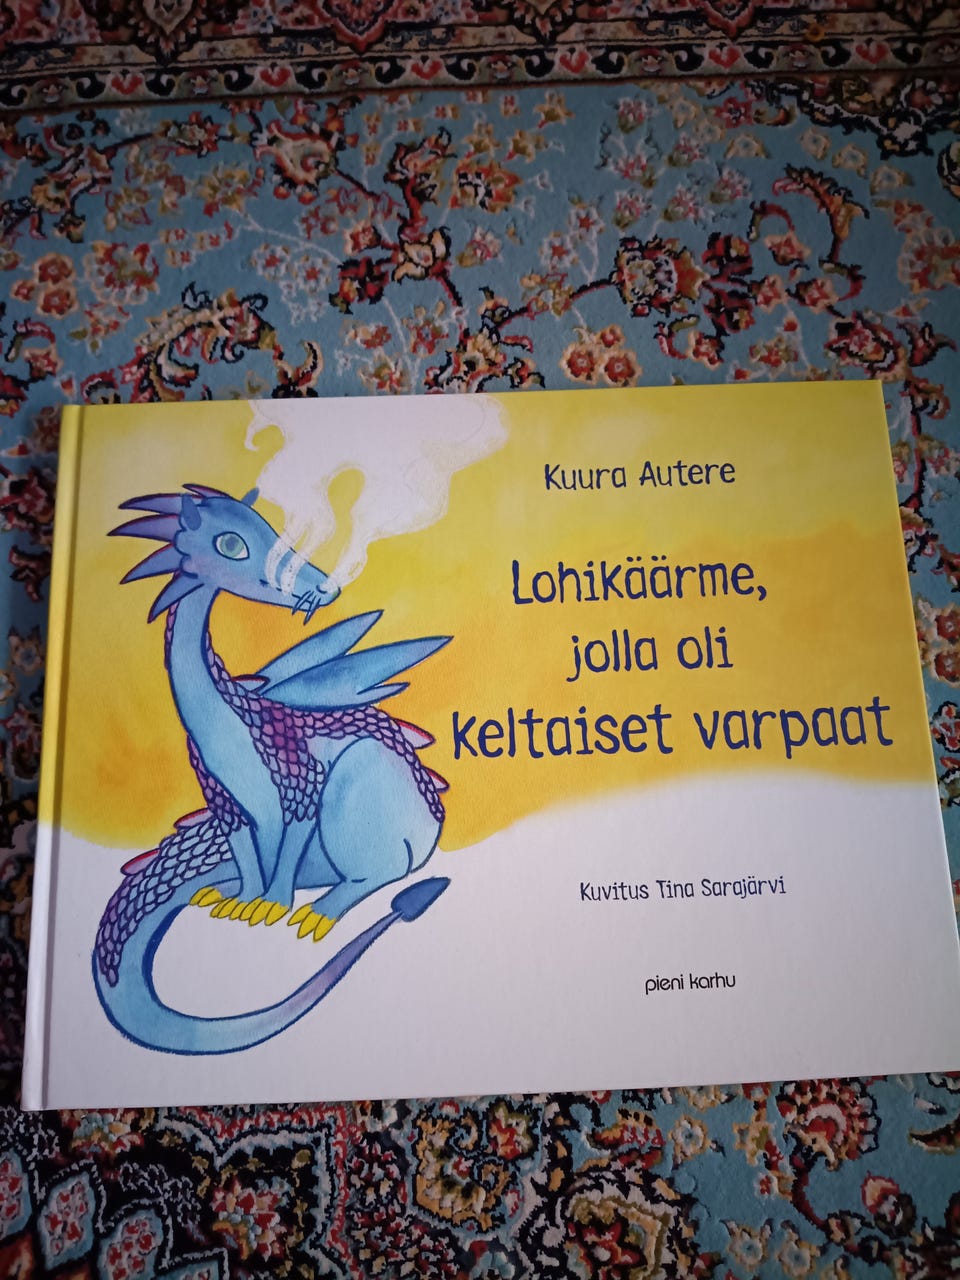 Kuura Autere
Lohikäärme,
jolla oli
keltaiset varpaat
Kuvitus Tina Sarajärvi
pieni karhu